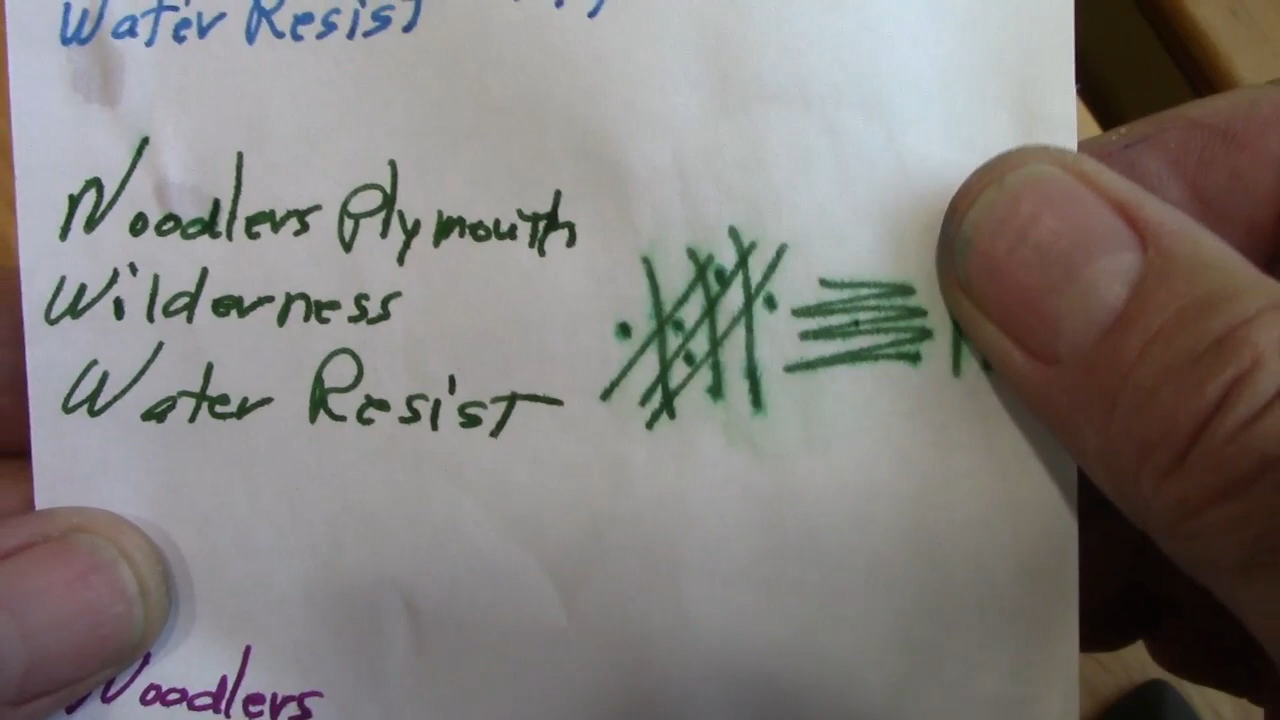 Water Resist
Noodlers Plymouth
Wilderness
Water Resist
Noodlers